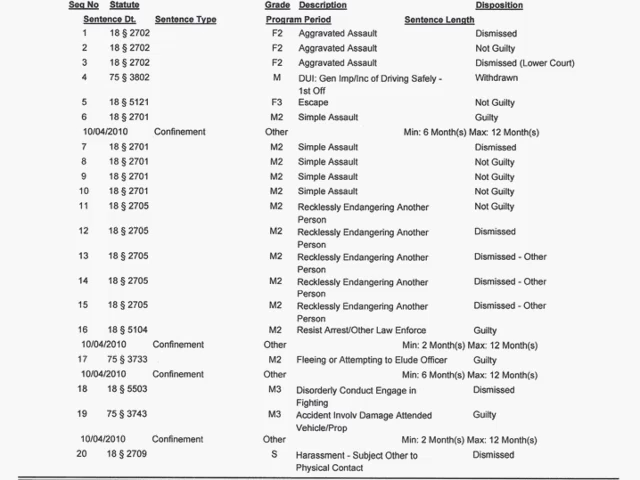 Seq No Statute Grade Description Disposition
Sentence Dt. Sentence Type Program Period Sentence Length
1 18 § 2702 F2 Aggravated Assault Dismissed
2 18 § 2702 F2 Aggravated Assault Not Guilty
3 18 § 2702 F2 Aggravated Assault Dismissed (Lower Court)
4 75 § 3802 M DUI: Gen Imp/Inc of Driving Safely - Withdrawn
1st Off
5 18 § 5121 F3 Escape Not Guilty
6 18 § 2701 M2 Simple Assault Guilty
10/04/2010 Confinement Other Min: 6 Month(s) Max: 12 Month(s)
7 18 § 2701 M2 Simple Assault Dismissed
8 18 § 2701 M2 Simple Assault Not Guilty
9 18 § 2701 M2 Simple Assault Not Guilty
10 18 § 2701 M2 Simple Assault Not Guilty
11 18 § 2705 M2 Recklessly Endangering Another Not Guilty
Person
12 18 § 2705 M2 Recklessly Endangering Another Dismissed
Person
13 18 § 2705 M2 Recklessly Endangering Another Dismissed - Other
Person
14 18 § 2705 M2 Recklessly Endangering Another Dismissed - Other
Person
15 18 § 2705 M2 Recklessly Endangering Another Dismissed - Other
Person
16 18 § 5104 M2 Resist Arrest/Other Law Enforce Guilty
10/04/2010 Confinement Other Min: 2 Month(s) Max: 12 Month(s)
17 75 § 3733 M2 Fleeing or Attempting to Elude Officer Guilty
10/04/2010 Confinement Other Min: 6 Month(s) Max: 12 Month(s)
18 18 § 5503 M3 Disorderly Conduct Engage in Dismissed
Fighting
19 75 § 3743 M3 Accident Involv Damage Attended Guilty
Vehicle/Prop
10/04/2010 Confinement Other Min: 2 Month(s) Max: 12 Month(s)
20 18 § 2709 S Harassment - Subject Other to Dismissed
Physical Contact